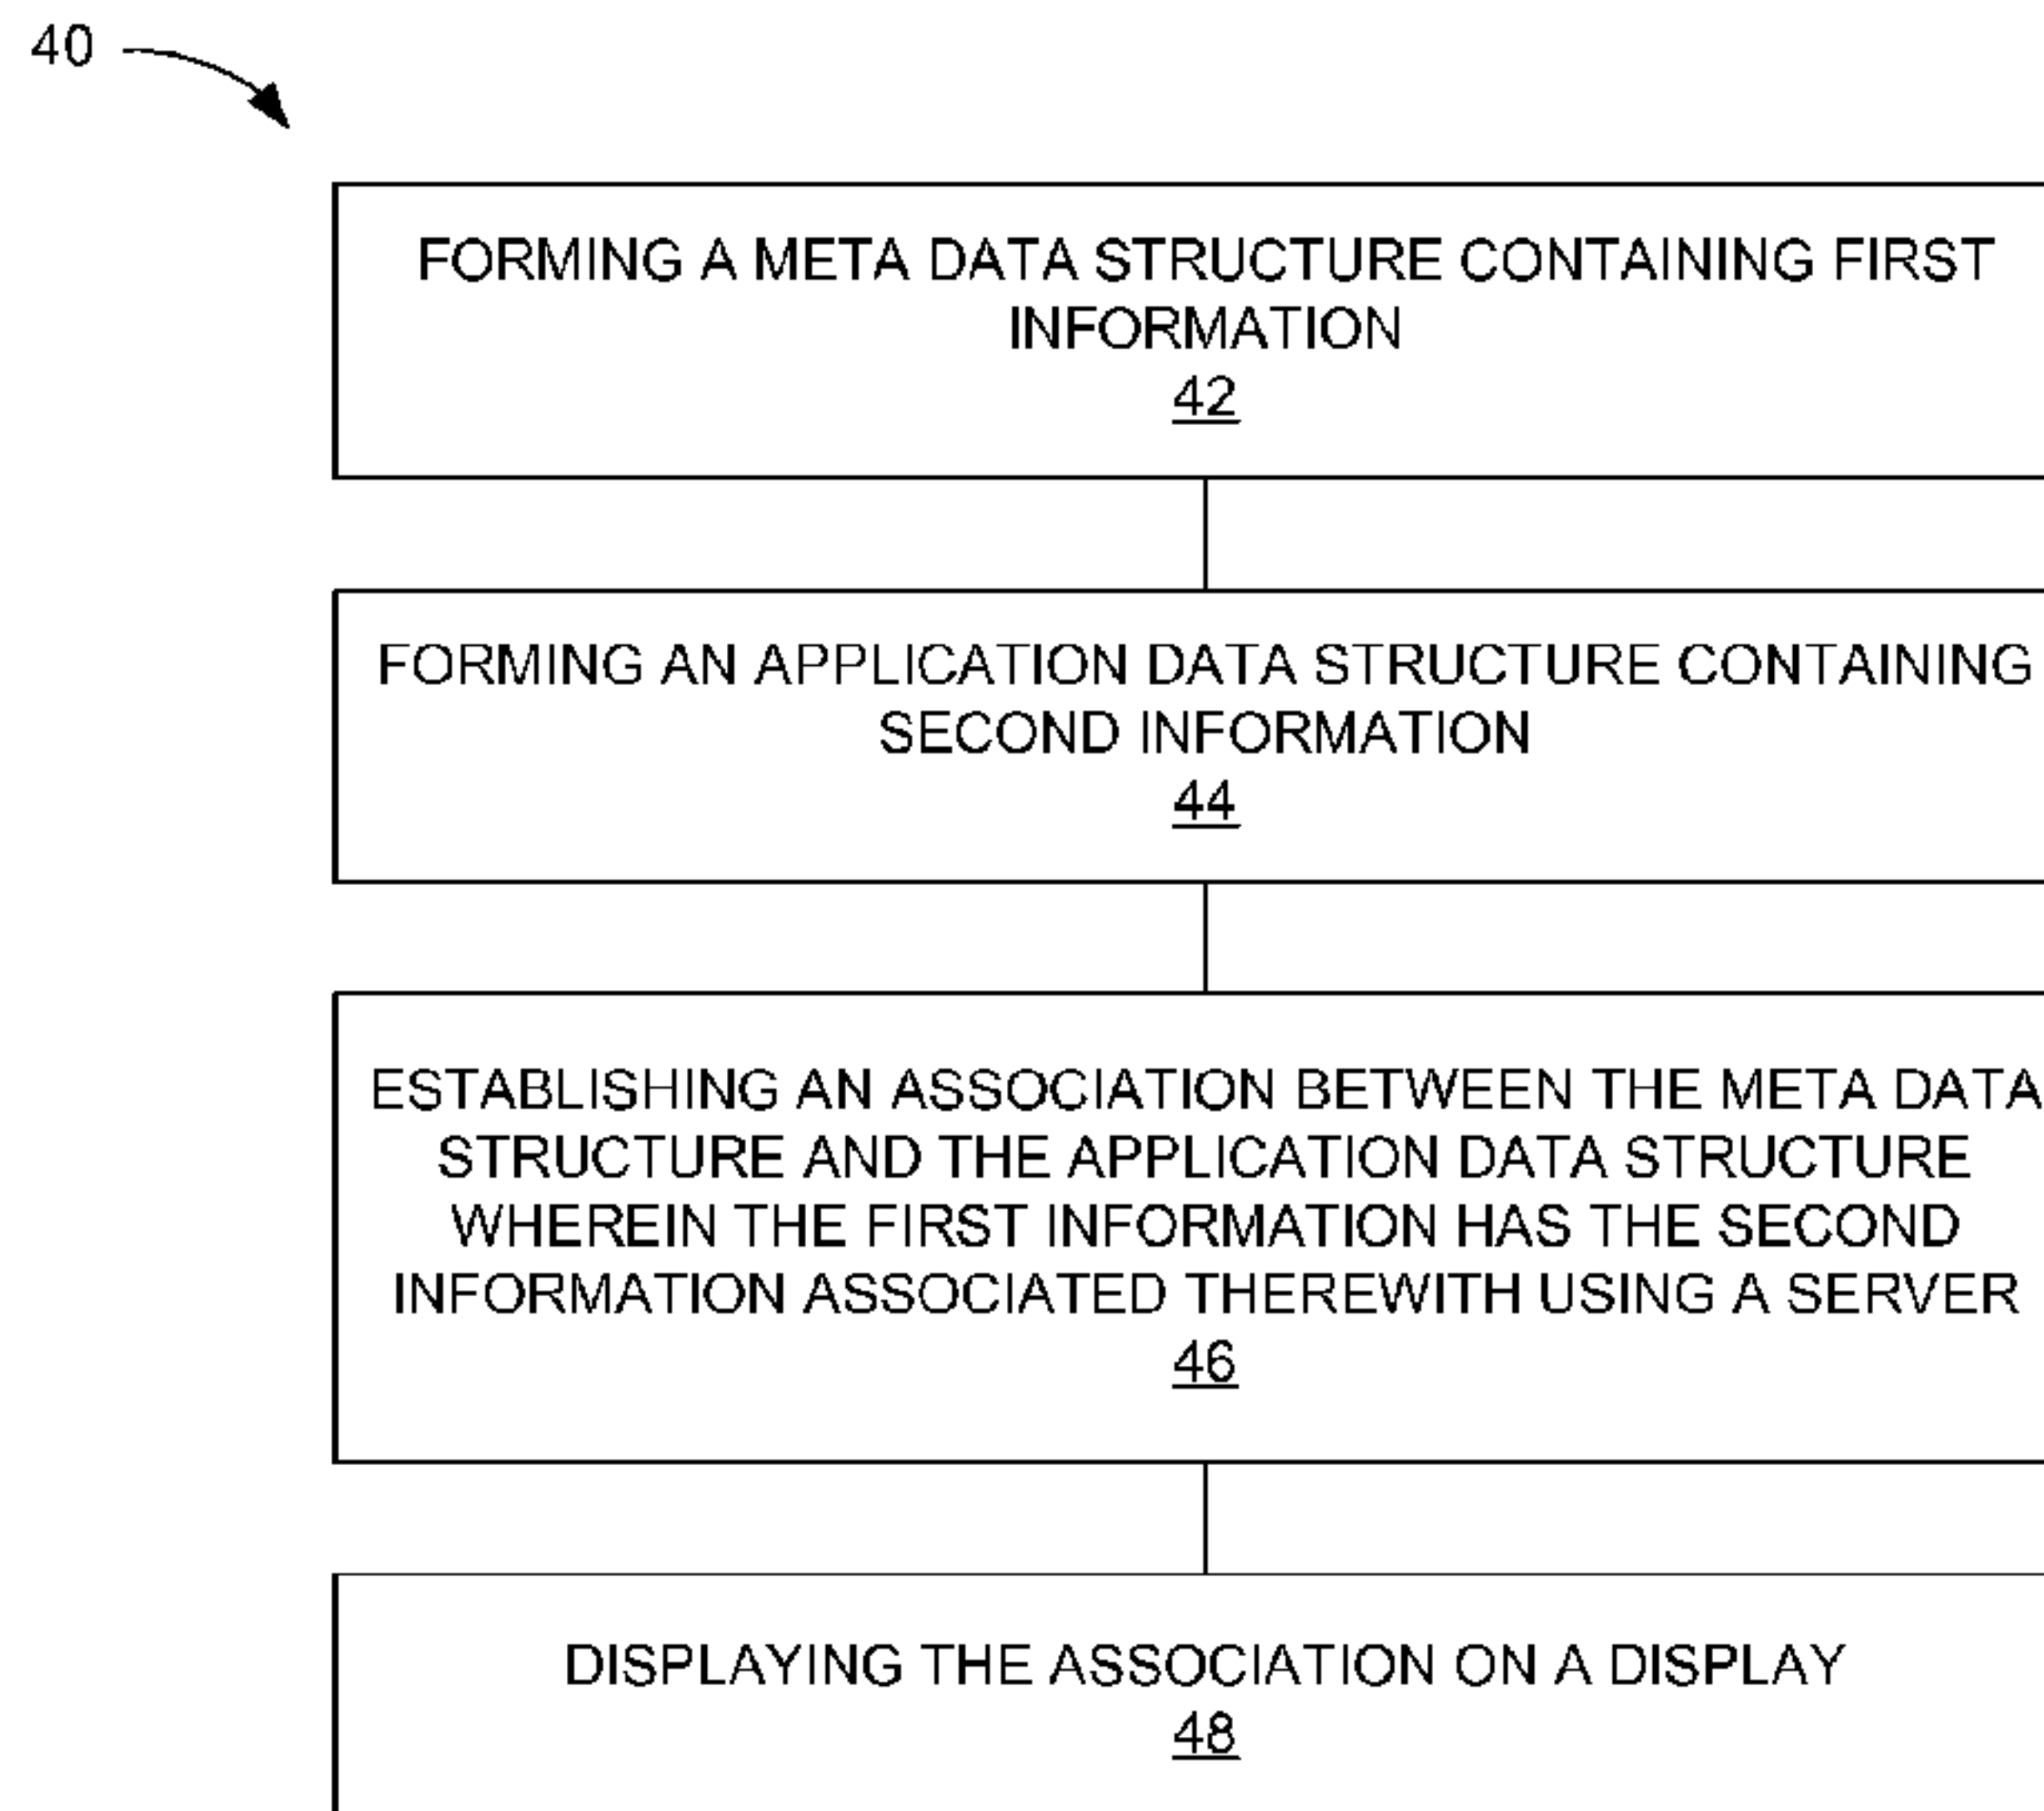 40
FORMING A META DATA STRUCTURE CONTAINING FIRST
INFORMATION
42
FORMING AN APPLICATION DATA STRUCTURE CONTAINING
SECOND INFORMATION
44
ESTABLISHING AN ASSOCIATION BETWEEN THE META DATA
STRUCTURE AND THE APPLICATION DATA STRUCTURE
WHEREIN THE FIRST INFORMATION HAS THE SECOND
INFORMATION ASSOCIATED THEREWITH USING A SERVER
46
DISPLAYING THE ASSOCIATION ON A DISPLAY
48